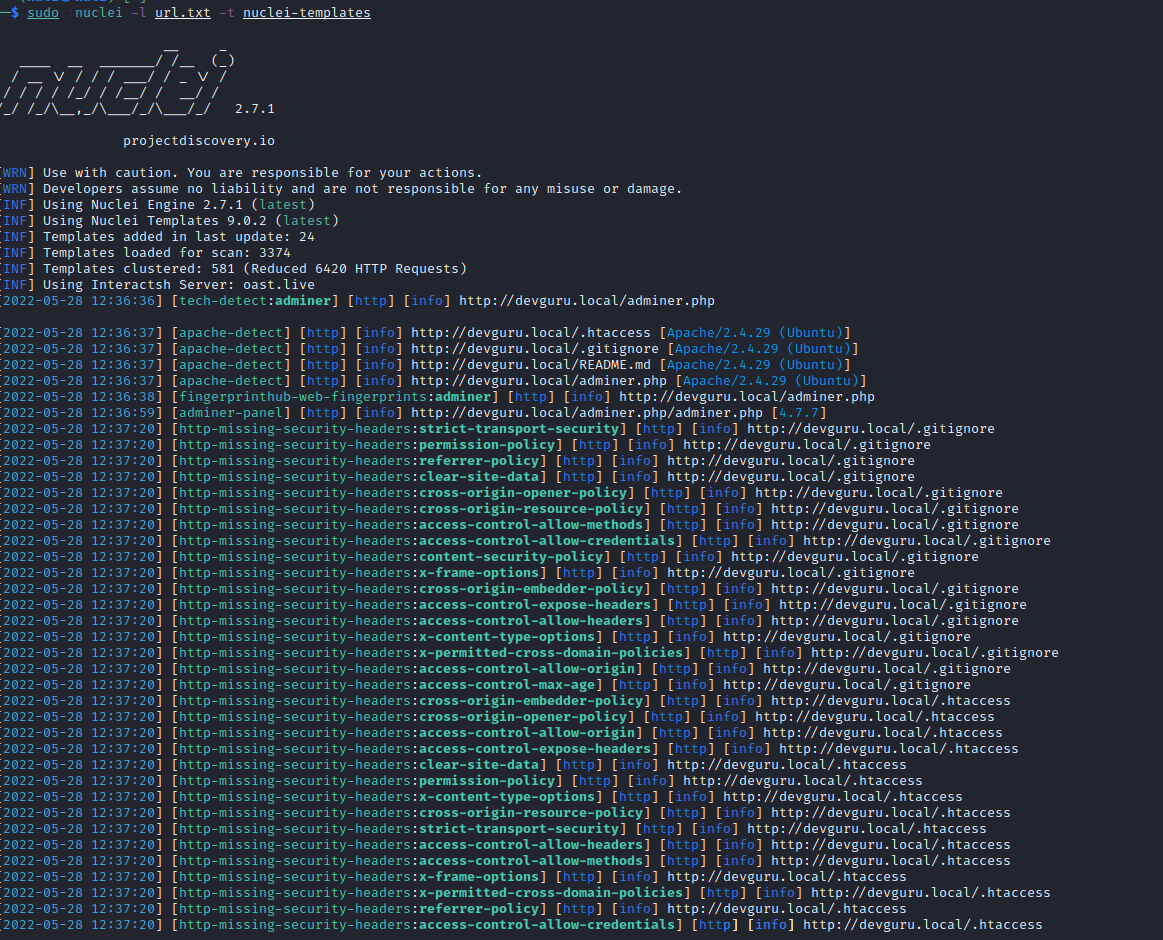 ─$ sudo nuclei -l url.txt -t nuclei-templates
2.7.1
projectdiscovery.io
[WRN] Use with caution. You are responsible for your actions.
[WRN] Developers assume no liability and are not responsible for any misuse or damage.
[INF] Using Nuclei Engine 2.7.1 (latest)
[INF] Using Nuclei Templates 9.0.2 (latest)
[INF] Templates added in last update: 24
[INF] Templates loaded for scan: 3374
[INF] Templates clustered: 581 (Reduced 6420 HTTP Requests)
[INF] Using Interactsh Server: oast.live
[2022-05-28 12:36:36] [tech-detect:adminer] [http] [info] http://devguru.local/adminer.php
[2022-05-28 12:36:37] [apache-detect] [http] [info] http://devguru.local/.htaccess [Apache/2.4.29 (Ubuntu)]
[2022-05-28 12:36:37] [apache-detect] [http] [info] http://devguru.local/.gitignore [Apache/2.4.29 (Ubuntu)]
[2022-05-28 12:36:37] [apache-detect] [http] [info] http://devguru.local/README.md [Apache/2.4.29 (Ubuntu)]
[2022-05-28 12:36:37] [apache-detect] [http] [info] http://devguru.local/adminer.php [Apache/2.4.29 (Ubuntu)]
[2022-05-28 12:36:38] [fingerprinthub-web-fingerprints:adminer] [http] [info] http://devguru.local/adminer.php
[2022-05-28 12:36:59] [adminer-panel] [http] [info] http://devguru.local/adminer.php/adminer.php [4.7.7]
[2022-05-28 12:37:20] [http-missing-security-headers:strict-transport-security] [http] [info] http://devguru.local/.gitignore
[2022-05-28 12:37:20] [http-missing-security-headers:permission-policy] [http] [info] http://devguru.local/.gitignore
[2022-05-28 12:37:20] [http-missing-security-headers:referrer-policy] [http] [info] http://devguru.local/.gitignore
[2022-05-28 12:37:20] [http-missing-security-headers:clear-site-data] [http] [info] http://devguru.local/.gitignore
[2022-05-28 12:37:20] [http-missing-security-headers:cross-origin-opener-policy] [http] [info] http://devguru.local/.gitignore
[2022-05-28 12:37:20] [http-missing-security-headers:cross-origin-resource-policy] [http] [info] http://devguru.local/.gitignore
[2022-05-28 12:37:20] [http-missing-security-headers:access-control-allow-methods] [http] [info] http://devguru.local/.gitignore
[2022-05-28 12:37:20] [http-missing-security-headers:access-control-allow-credentials] [http] [info] http://devguru.local/.gitignore
[2022-05-28 12:37:20] [http-missing-security-headers:content-security-policy] [http] [info] http://devguru.local/.gitignore
[2022-05-28 12:37:20] [http-missing-security-headers:x-frame-options] [http] [info] http://devguru.local/.gitignore
[2022-05-28 12:37:20] [http-missing-security-headers:cross-origin-embedder-policy] [http] [info] http://devguru.local/.gitignore
[2022-05-28 12:37:20] [http-missing-security-headers:access-control-expose-headers] [http] [info] http://devguru.local/.gitignore
[2022-05-28 12:37:20] [http-missing-security-headers:access-control-allow-headers] [http] [info] http://devguru.local/.gitignore
[2022-05-28 12:37:20] [http-missing-security-headers:x-content-type-options] [http] [info] http://devguru.local/.gitignore
[2022-05-28 12:37:20] [http-missing-security-headers:x-permitted-cross-domain-policies] [http] [info] http://devguru.local/.gitignore
[2022-05-28 12:37:20] [http-missing-security-headers:access-control-allow-origin] [http] [info] http://devguru.local/.gitignore
[2022-05-28 12:37:20] [http-missing-security-headers:access-control-max-age] [http] [info] http://devguru.local/.gitignore
[2022-05-28 12:37:20] [http-missing-security-headers:cross-origin-embedder-policy] [http] [info] http://devguru.local/.htaccess
[2022-05-28 12:37:20] [http-missing-security-headers:cross-origin-opener-policy] [http] [info] http://devguru.local/.htaccess
[2022-05-28 12:37:20] [http-missing-security-headers:access-control-allow-origin] [http] [info] http://devguru.local/.htaccess
[2022-05-28 12:37:20] [http-missing-security-headers:access-control-expose-headers] [http] [info] http://devguru.local/.htaccess
[2022-05-28 12:37:20] [http-missing-security-headers:clear-site-data] [http] [info] http://devguru.local/.htaccess
[2022-05-28 12:37:20] [http-missing-security-headers:permission-policy] [http] [info] http://devguru.local/.htaccess
[2022-05-28 12:37:20] [http-missing-security-headers:x-content-type-options] [http] [info] http://devguru.local/.htaccess
[2022-05-28 12:37:20] [http-missing-security-headers:cross-origin-resource-policy] [http] [info] http://devguru.local/.htaccess
[2022-05-28 12:37:20] [http-missing-security-headers:strict-transport-security] [http] [info] http://devguru.local/.htaccess
[2022-05-28 12:37:20] [http-missing-security-headers:access-control-allow-headers] [http] [info] http://devguru.local/.htaccess
[2022-05-28 12:37:20] [http-missing-security-headers:access-control-allow-methods] [http] [info] http://devguru.local/.htaccess
[2022-05-28 12:37:20] [http-missing-security-headers:x-frame-options] [http] [info] http://devguru.local/.htaccess
[2022-05-28 12:37:20] [http-missing-security-headers:x-permitted-cross-domain-policies] [http] [info] http://devguru.local/.htaccess
[2022-05-28 12:37:20] [http-missing-security-headers:referrer-policy] [http] [info] http://devguru.local/.htaccess
[2022-05-28 12:37:20] [http-missing-security-headers:access-control-allow-credentials] [http] [info] http://devguru.local/.htaccess